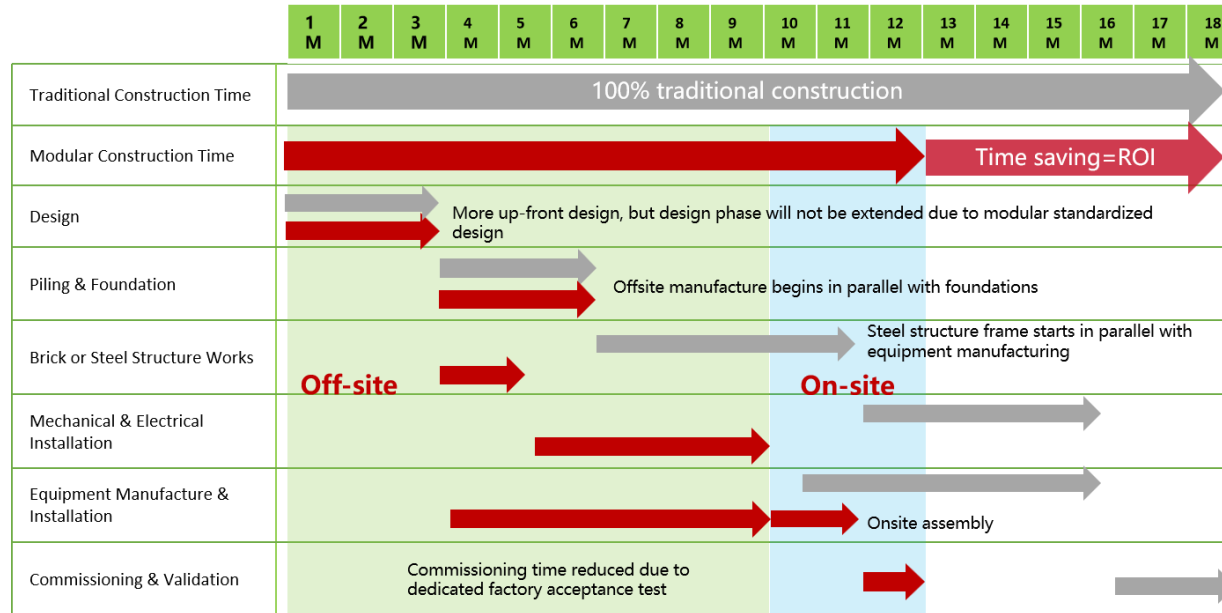 1 2 3 4 5 6 7 8 9 10 11 12 13 14 15 16 17 18
M M M M M M M M M M M M M M M M M M
Traditional Construction Time
100% traditional construction
Modular Construction Time
Time saving=ROI
Design
More up-front design, but design phase will not be extended due to modular standardized
design
Piling & Foundation
Offsite manufacture begins in parallel with foundations
Brick or Steel Structure Works
Steel structure frame starts in parallel with
equipment manufacturing
Off-site
On-site
Mechanical & Electrical
Installation
Equipment Manufacture &
Installation
Onsite assembly
Commissioning & Validation
Commissioning time reduced due to
dedicated factory acceptance test